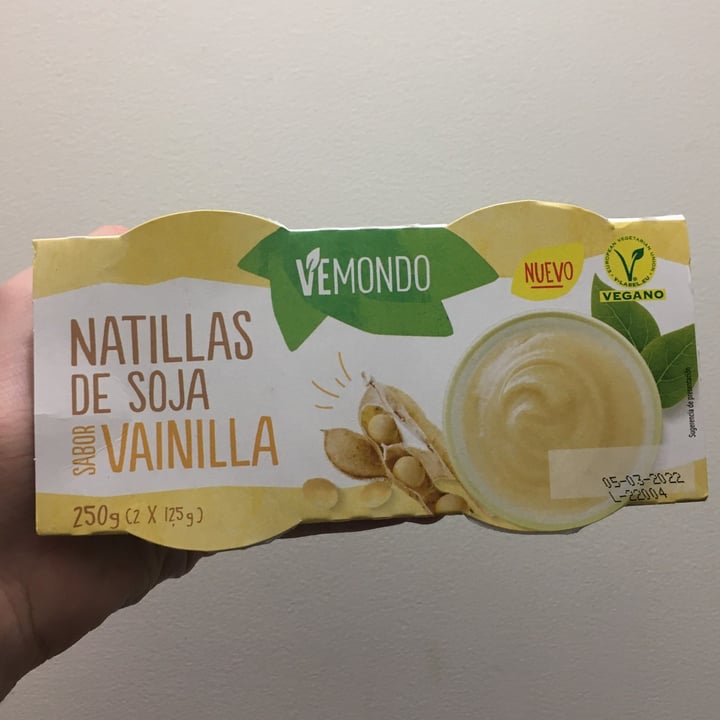 VEMONDO
NUEVO
EUROPEAN VEGETARIAN UNION
V-LABEL.EU
VEGANO
NATILLAS
DE SOJA
SABOR VAINILLA
250g (2 X 125g)
Sugerencia de presentación
05-03-2022
L-22004